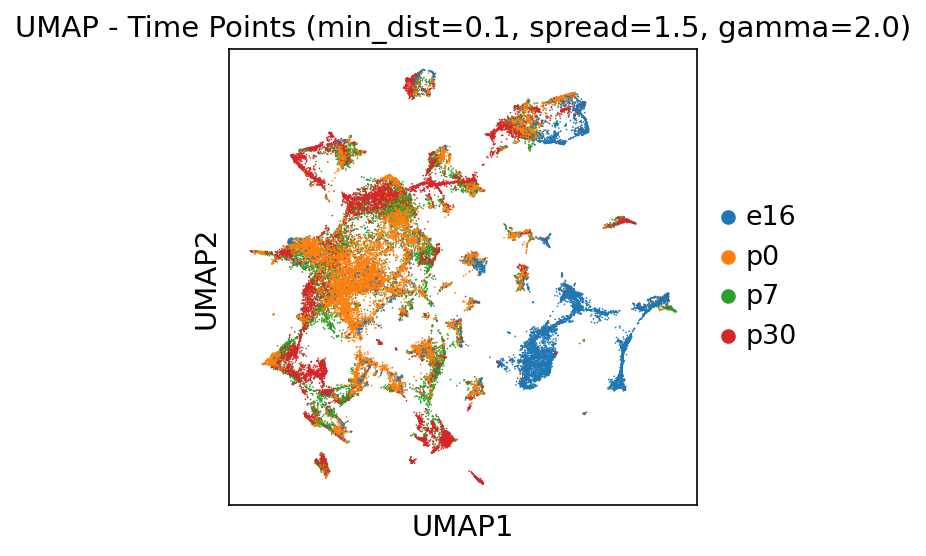 UMAP - Time Points (min_dist=0.1, spread=1.5, gamma=2.0)
UMAP2
e16
p0
p7
p30
UMAP1